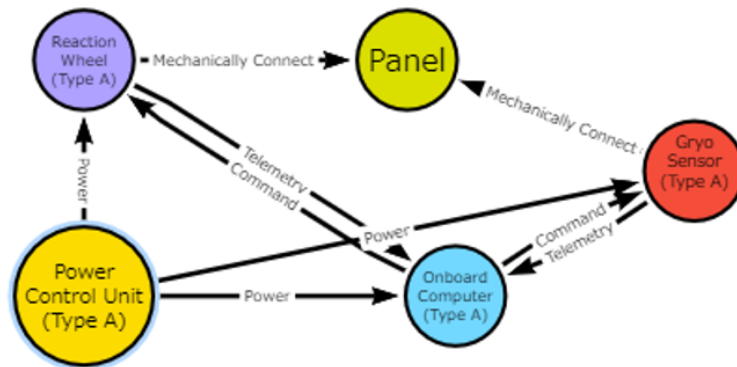 Reaction
Wheel
(Type A)
Mechanically Connect
Panel
Mechanically Connect
Gryo
Sensor
(Type A)
Power
Telemetry
Command
Power
Command
Telemetry
Power
Control Unit
(Type A)
Power
Onboard
Computer
(Type A)